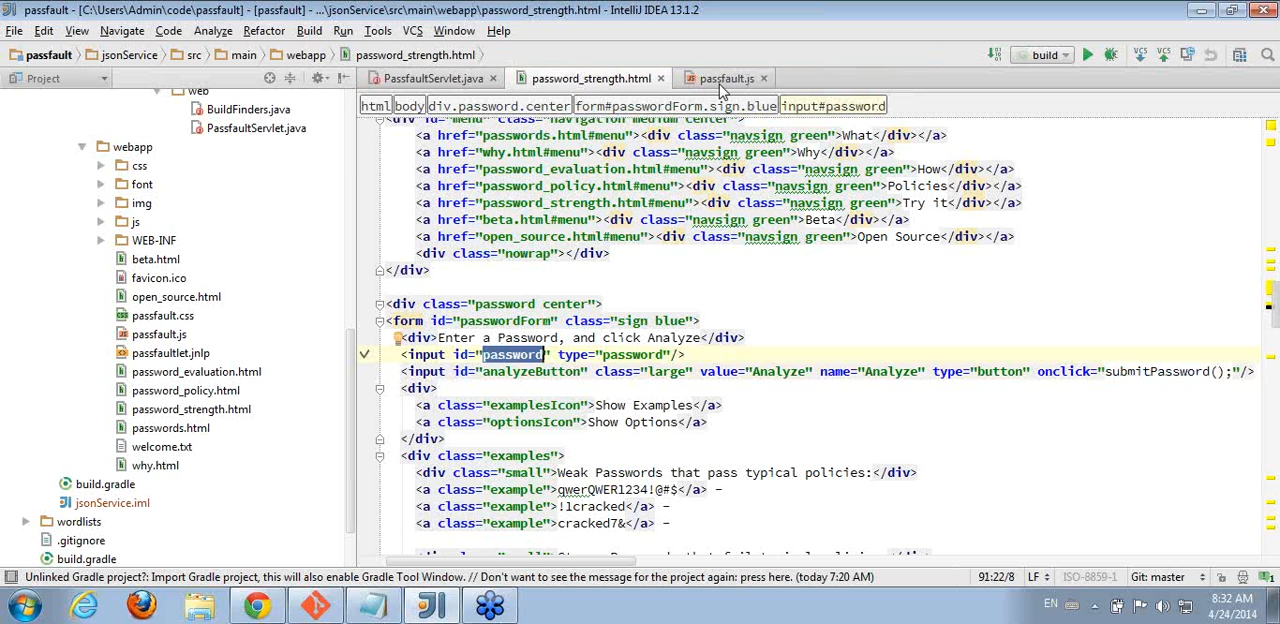 passfault - [C:\Users\Admin\code\passfault] - [passfault] - ...\jsonService\src\main\webapp\password_strength.html - IntelliJ IDEA 13.1.2
File Edit View Navigate Code Analyze Refactor Build Run Tools VCS Window Help
passfault jsonService src main webapp password_strength.html build
Project PassfaultServlet.java password_strength.html passfault.js
html body div.password.center form#passwordForm.sign.blue input#password
web
BuildFinders.java
PassfaultServlet.java
webapp
css
font
img
js
WEB-INF
beta.html
favicon.ico
open_source.html
passfault.css
passfault.js
passfaultlet.jnlp
password_evaluation.html
password_policy.html
password_strength.html
passwords.html
welcome.txt
why.html
build.gradle
jsonService.iml
wordlists
.gitignore
build.gradle
<div id="menu" class="navigation medium center">
<a href="passwords.html#menu"><div class="navsign green">What</div></a>
<a href="why.html#menu"><div class="navsign green">Why</div></a>
<a href="password_evaluation.html#menu"><div class="navsign green">How</div></a>
<a href="password_policy.html#menu"><div class="navsign green">Policies</div></a>
<a href="password_strength.html#menu"><div class="navsign green">Try it</div></a>
<a href="beta.html#menu"><div class="navsign green">Beta</div></a>
<a href="open_source.html#menu"><div class="navsign green">Open Source</div></a>
<div class="nowrap"></div>
</div>
<div class="password center">
<form id="passwordForm" class="sign blue">
<div>Enter a Password, and click Analyze</div>
<input id="password" type="password"/>
<input id="analyzeButton" class="large" value="Analyze" name="Analyze" type="button" onclick="submitPassword();"/>
<div>
<a class="examplesIcon">Show Examples</a>
<a class="optionsIcon">Show Options</a>
</div>
<div class="examples">
<div class="small">Weak Passwords that pass typical policies:</div>
<a class="example">qwerQWER1234!@#$</a> -
<a class="example">!1cracked</a> -
<a class="example">cracked7&</a> -
Unlinked Gradle project?: Import Gradle project, this will also enable Gradle Tool Window. // Don't want to see the message for the project again: press here. (today 7:20 AM) 91:22/8 LF ISO-8859-1 Git: master
EN 8:32 AM
4/24/2014